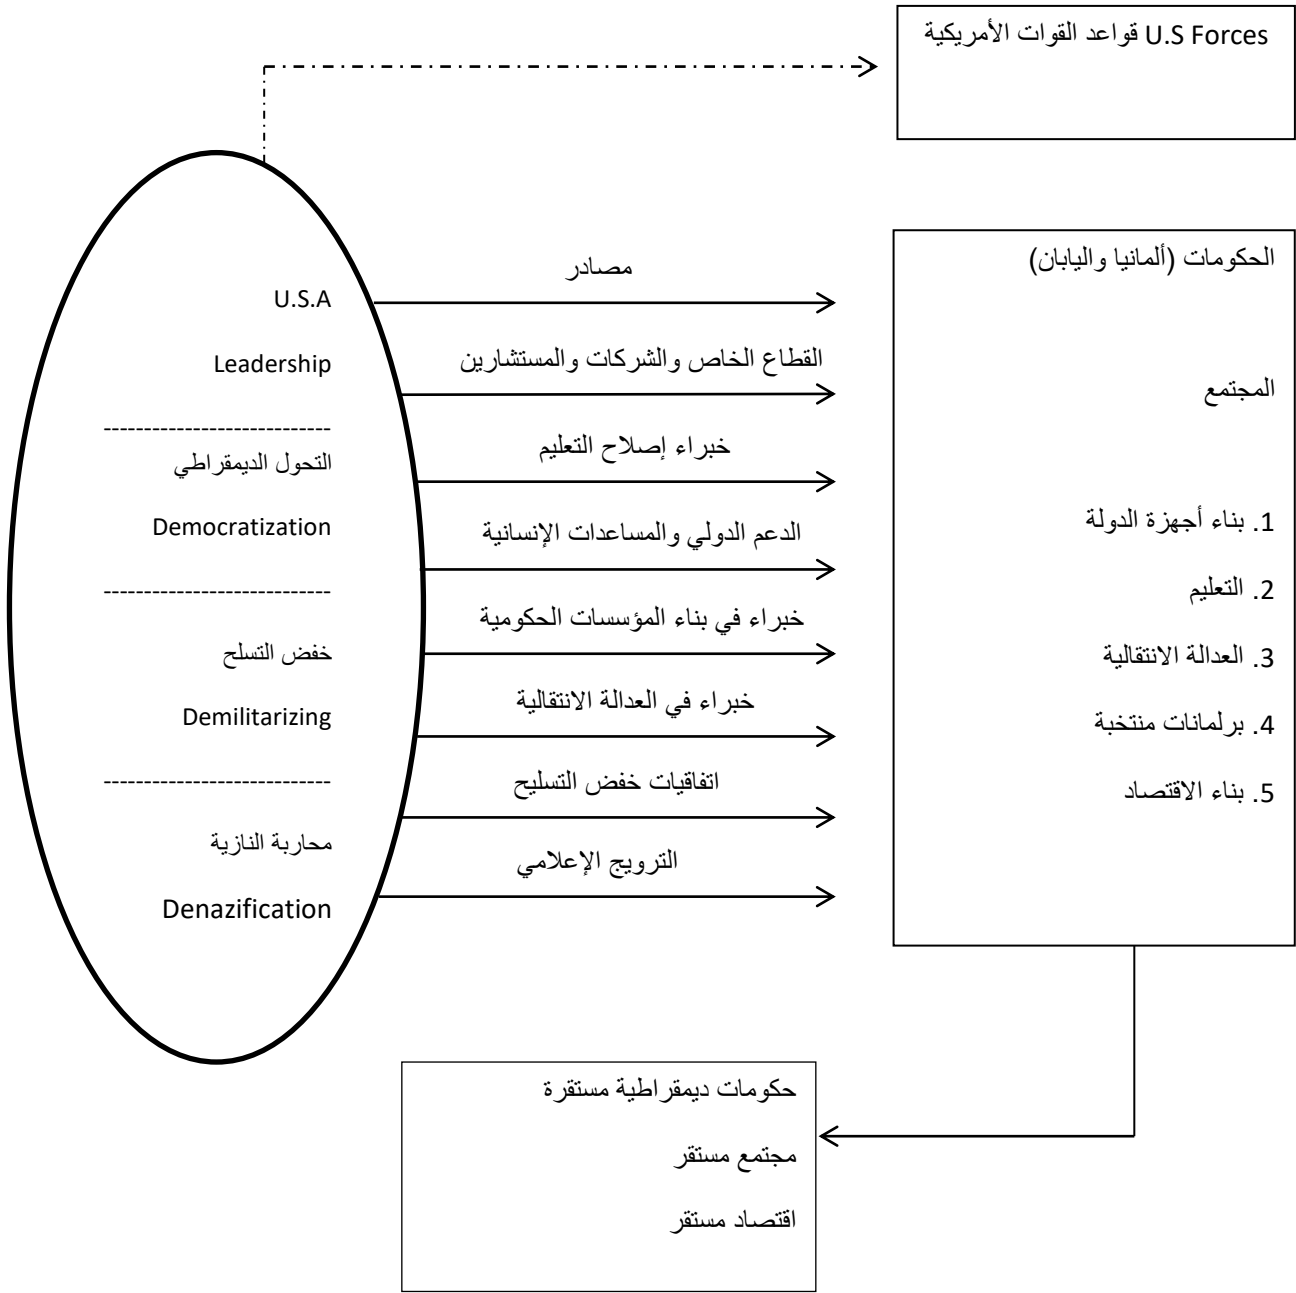 U.S Forces قواعد القوات الأمريكية
U.S.A
Leadership
----------------------------
التحول الديمقراطي
Democratization
----------------------------
خفض التسلح
Demilitarizing
----------------------------
محاربة النازية
Denazification
مصادر
القطاع الخاص والشركات والمستشارين
خبراء إصلاح التعليم
الدعم الدولي والمساعدات الإنسانية
خبراء في بناء المؤسسات الحكومية
خبراء في العدالة الانتقالية
اتفاقيات خفض التسليح
الترويج الإعلامي
الحكومات (ألمانيا واليابان)
المجتمع
1. بناء أجهزة الدولة
2. التعليم
3. العدالة الانتقالية
4. برلمانات منتخبة
5. بناء الاقتصاد
حكومات ديمقراطية مستقرة
مجتمع مستقر
اقتصاد مستقر